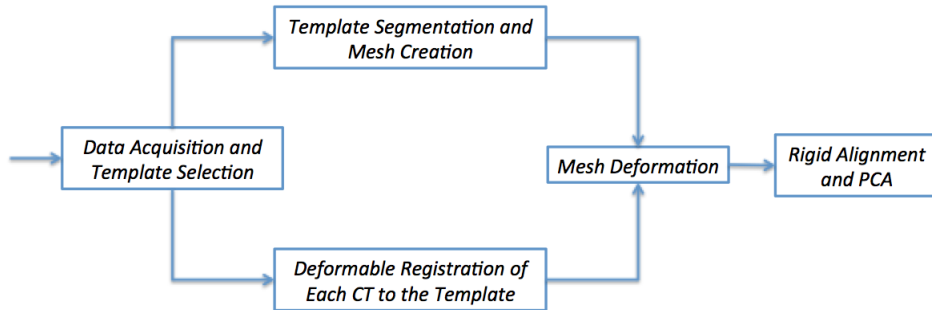 Template Segmentation and
Mesh Creation
Data Acquisition and
Template Selection
Mesh Deformation
Rigid Alignment
and PCA
Deformable Registration of
Each CT to the Template